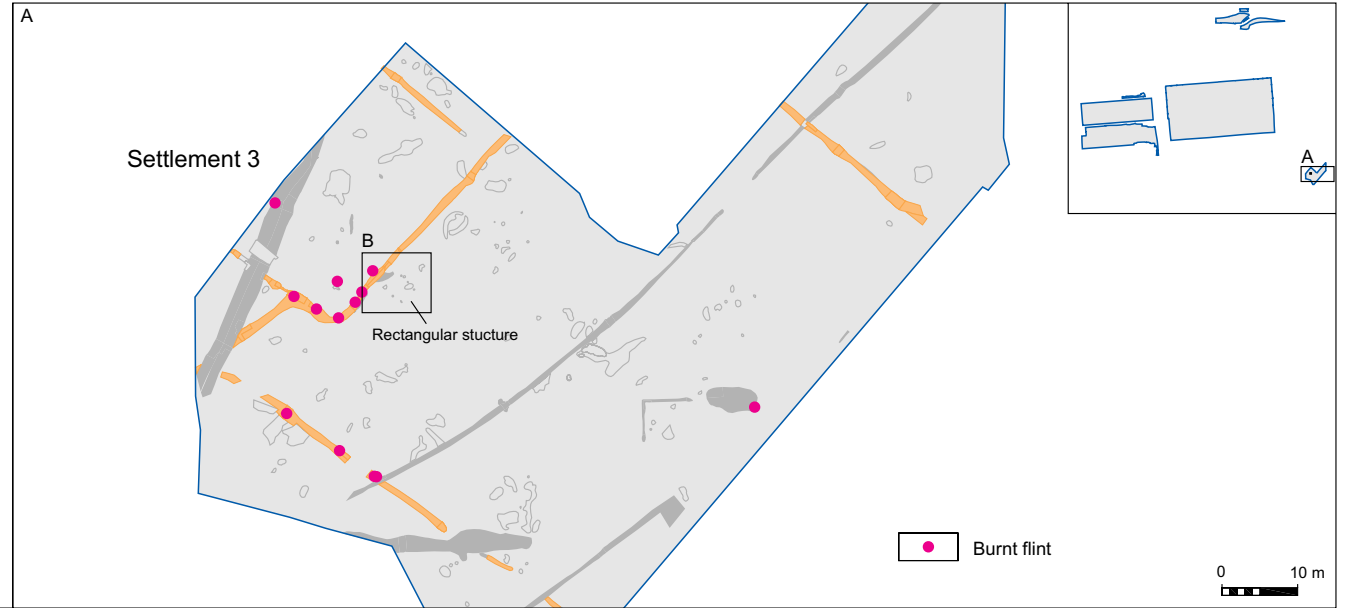 A
Settlement 3
B
Rectangular stucture
A
Burnt flint
0 10 m